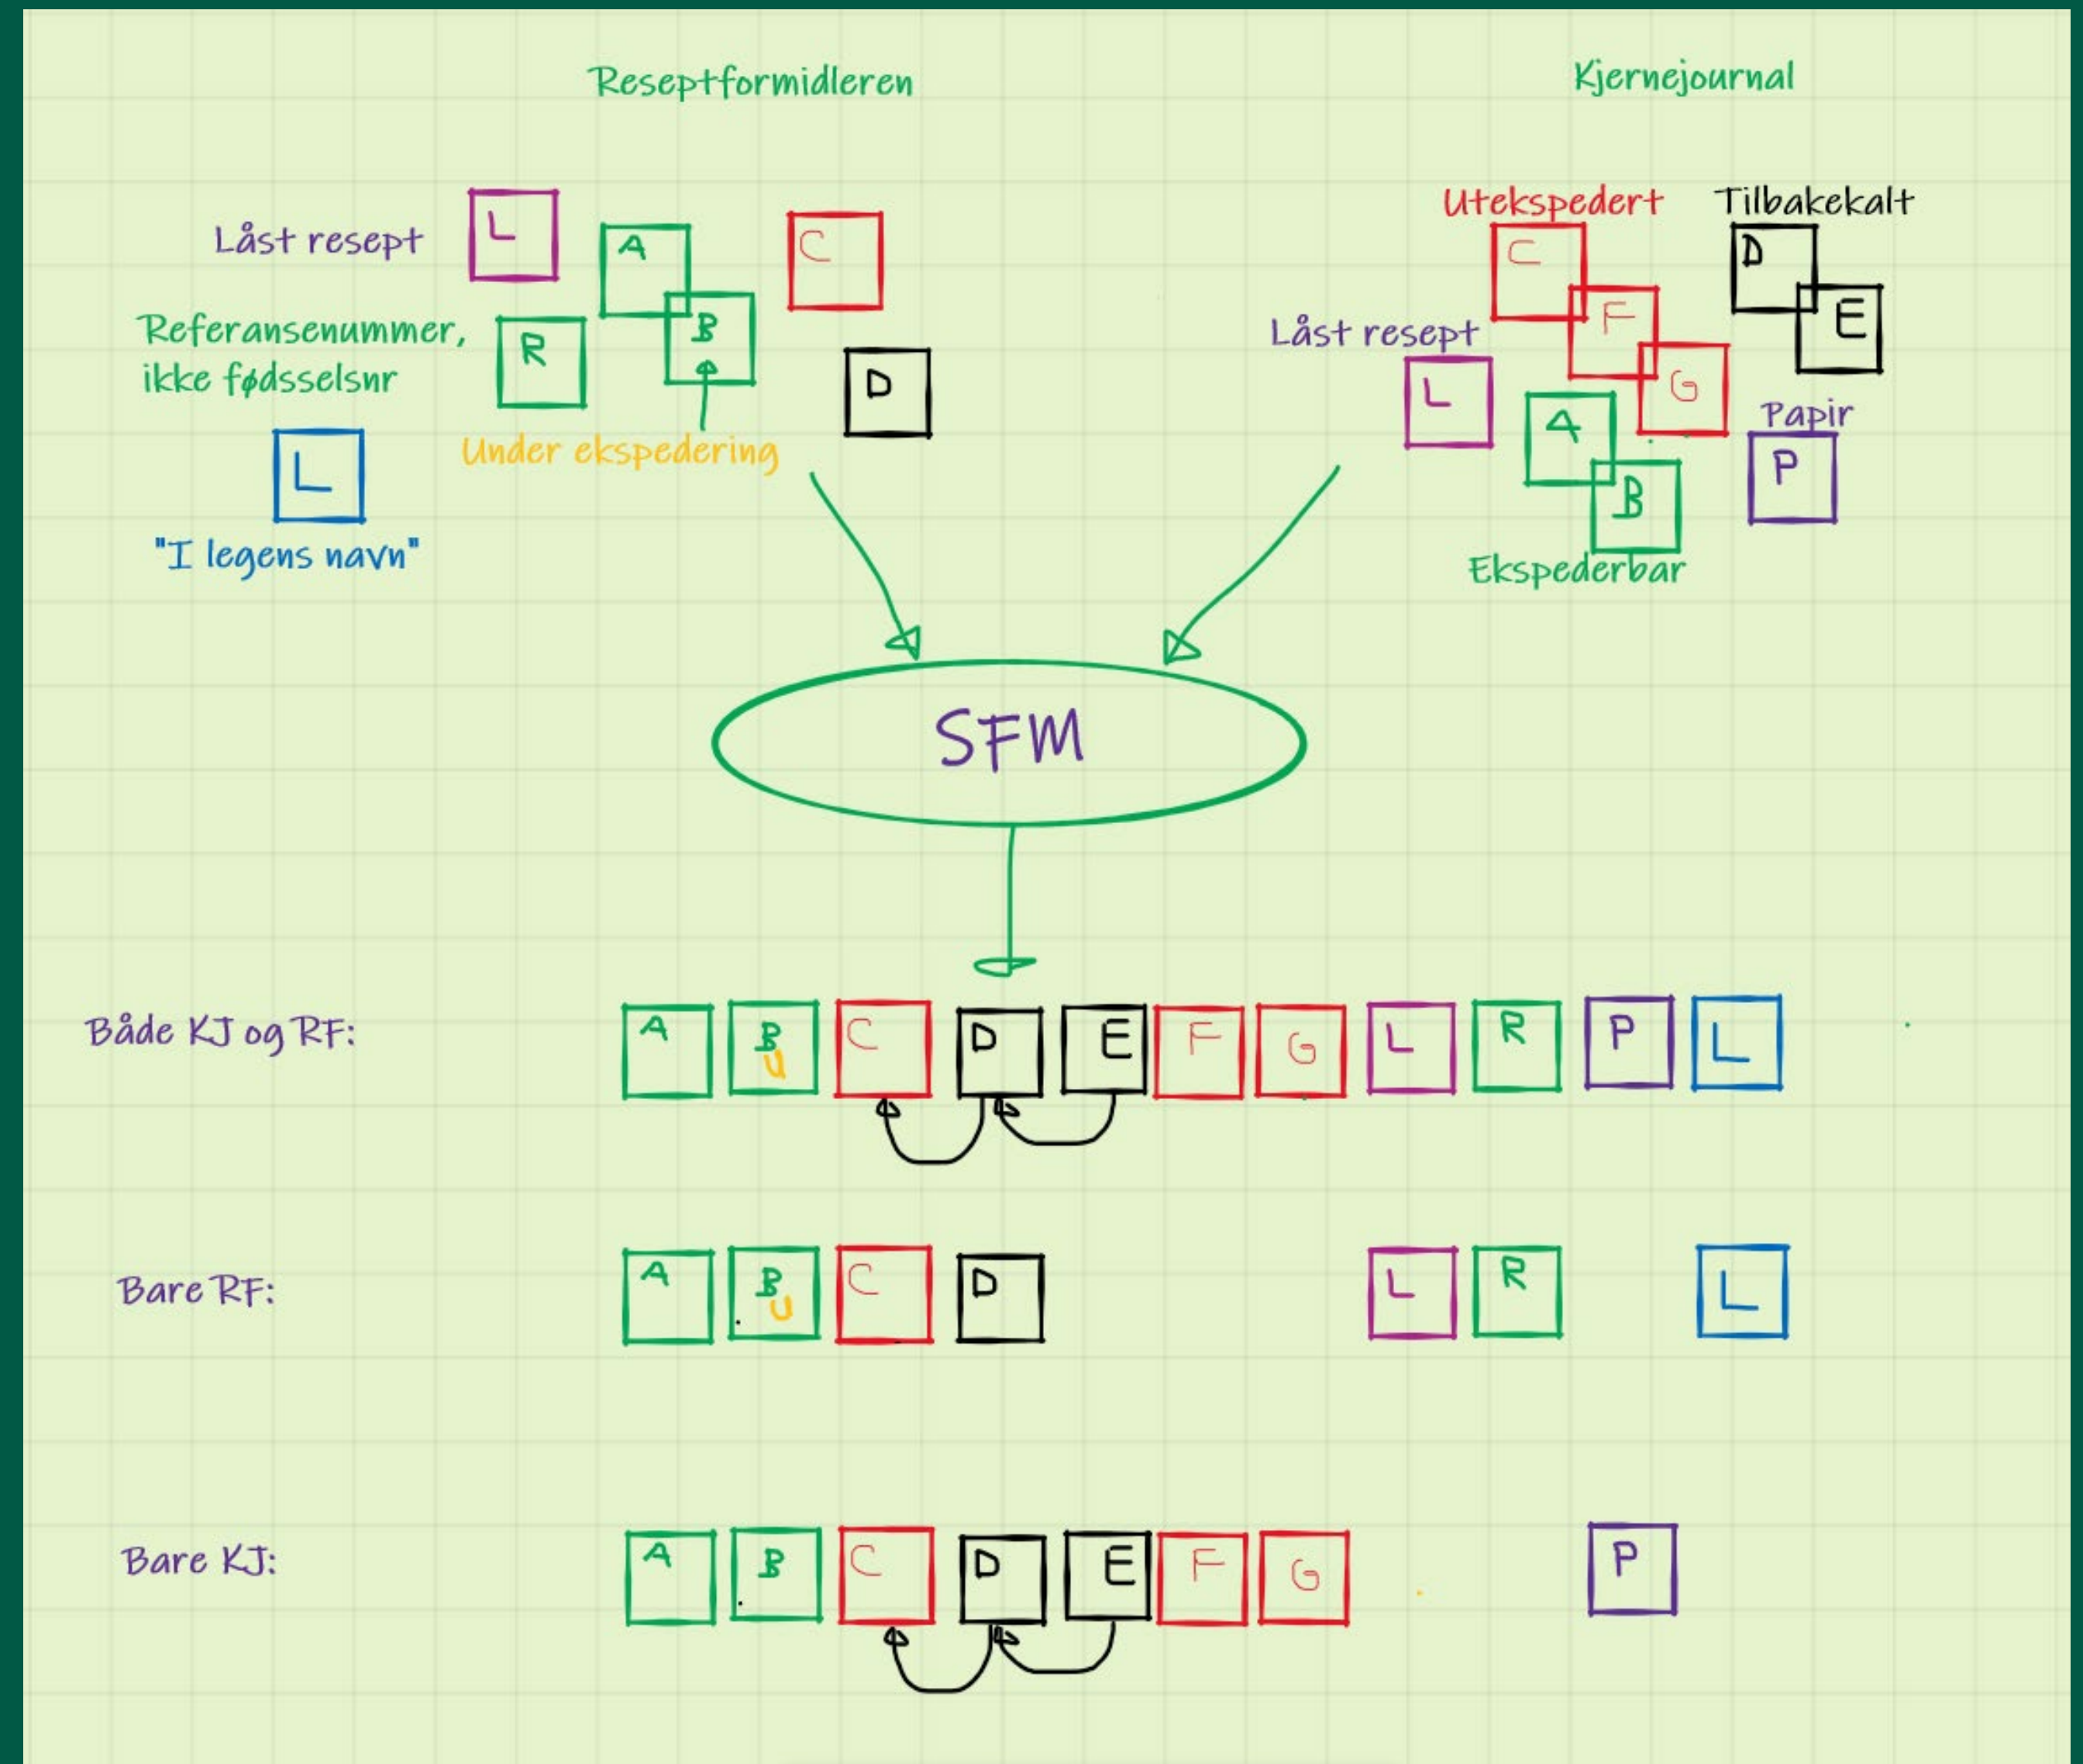 Reseptformidleren
Kjernejournal
Låst resept
L
A
C
Referansenummer,
ikke fødsselsnr
R
B
D
L
Under ekspedering
"I legens navn"
Utekspedert
Tilbakekalt
C
D
F
E
Låst resept
L
G
A
Papir
P
B
Ekspederbar
SFM
Både KJ og RF:
A B U C D E F G L R P L
Bare RF:
A B U C D L R L
Bare KJ:
A B C D E F G P